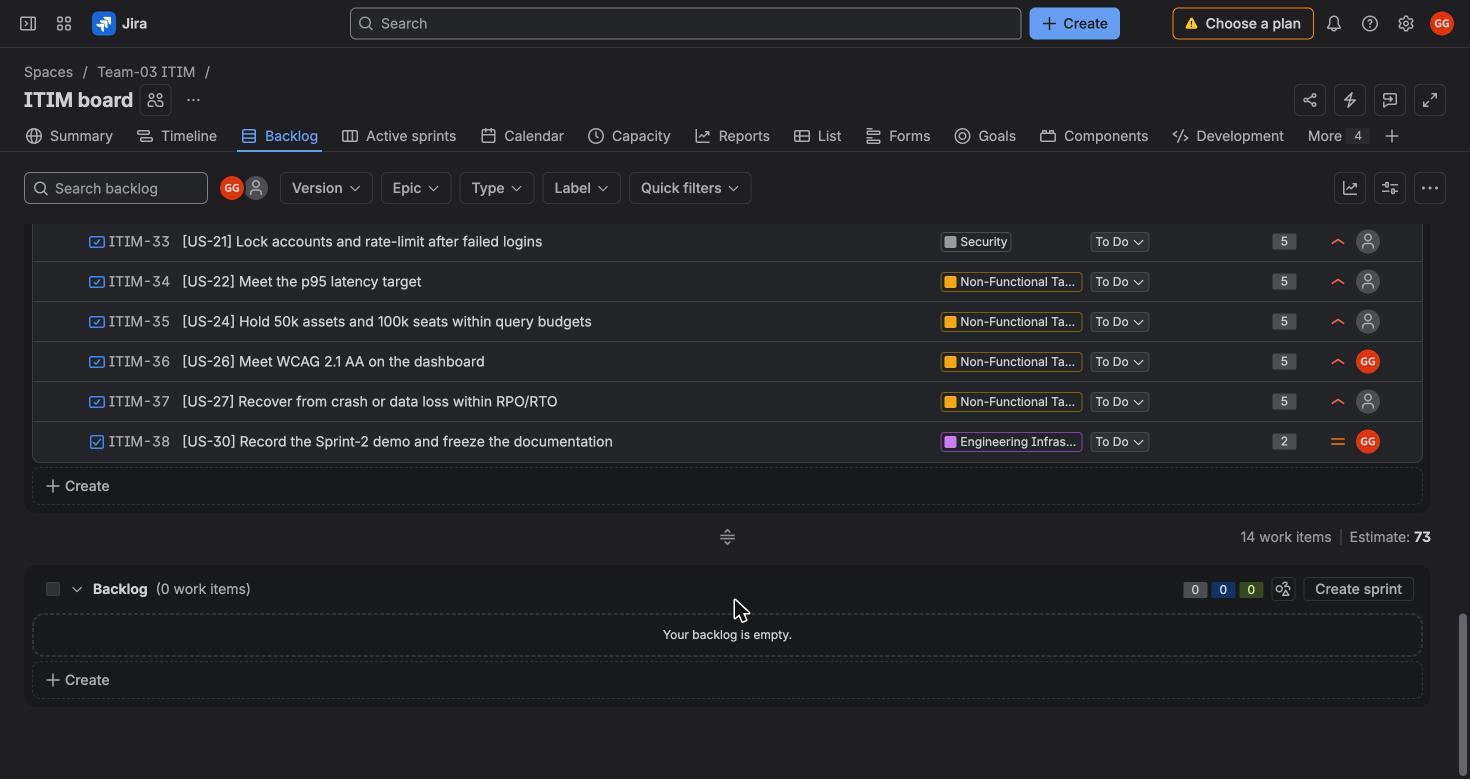 Jira
Search
Create
Choose a plan
GG
Spaces / Team-03 ITIM /
ITIM board
Summary Timeline Backlog Active sprints Calendar Capacity Reports List Forms Goals Components Development More 4
Search backlog GG Version Epic Type Label Quick filters
ITIM-33 [US-21] Lock accounts and rate-limit after failed logins Security To Do 5
ITIM-34 [US-22] Meet the p95 latency target Non-Functional Ta... To Do 5
ITIM-35 [US-24] Hold 50k assets and 100k seats within query budgets Non-Functional Ta... To Do 5
ITIM-36 [US-26] Meet WCAG 2.1 AA on the dashboard Non-Functional Ta... To Do 5 GG
ITIM-37 [US-27] Recover from crash or data loss within RPO/RTO Non-Functional Ta... To Do 5
ITIM-38 [US-30] Record the Sprint-2 demo and freeze the documentation Engineering Infras... To Do 2 GG
Create
14 work items Estimate: 73
Backlog (0 work items) 0 0 0 Create sprint
Your backlog is empty.
Create